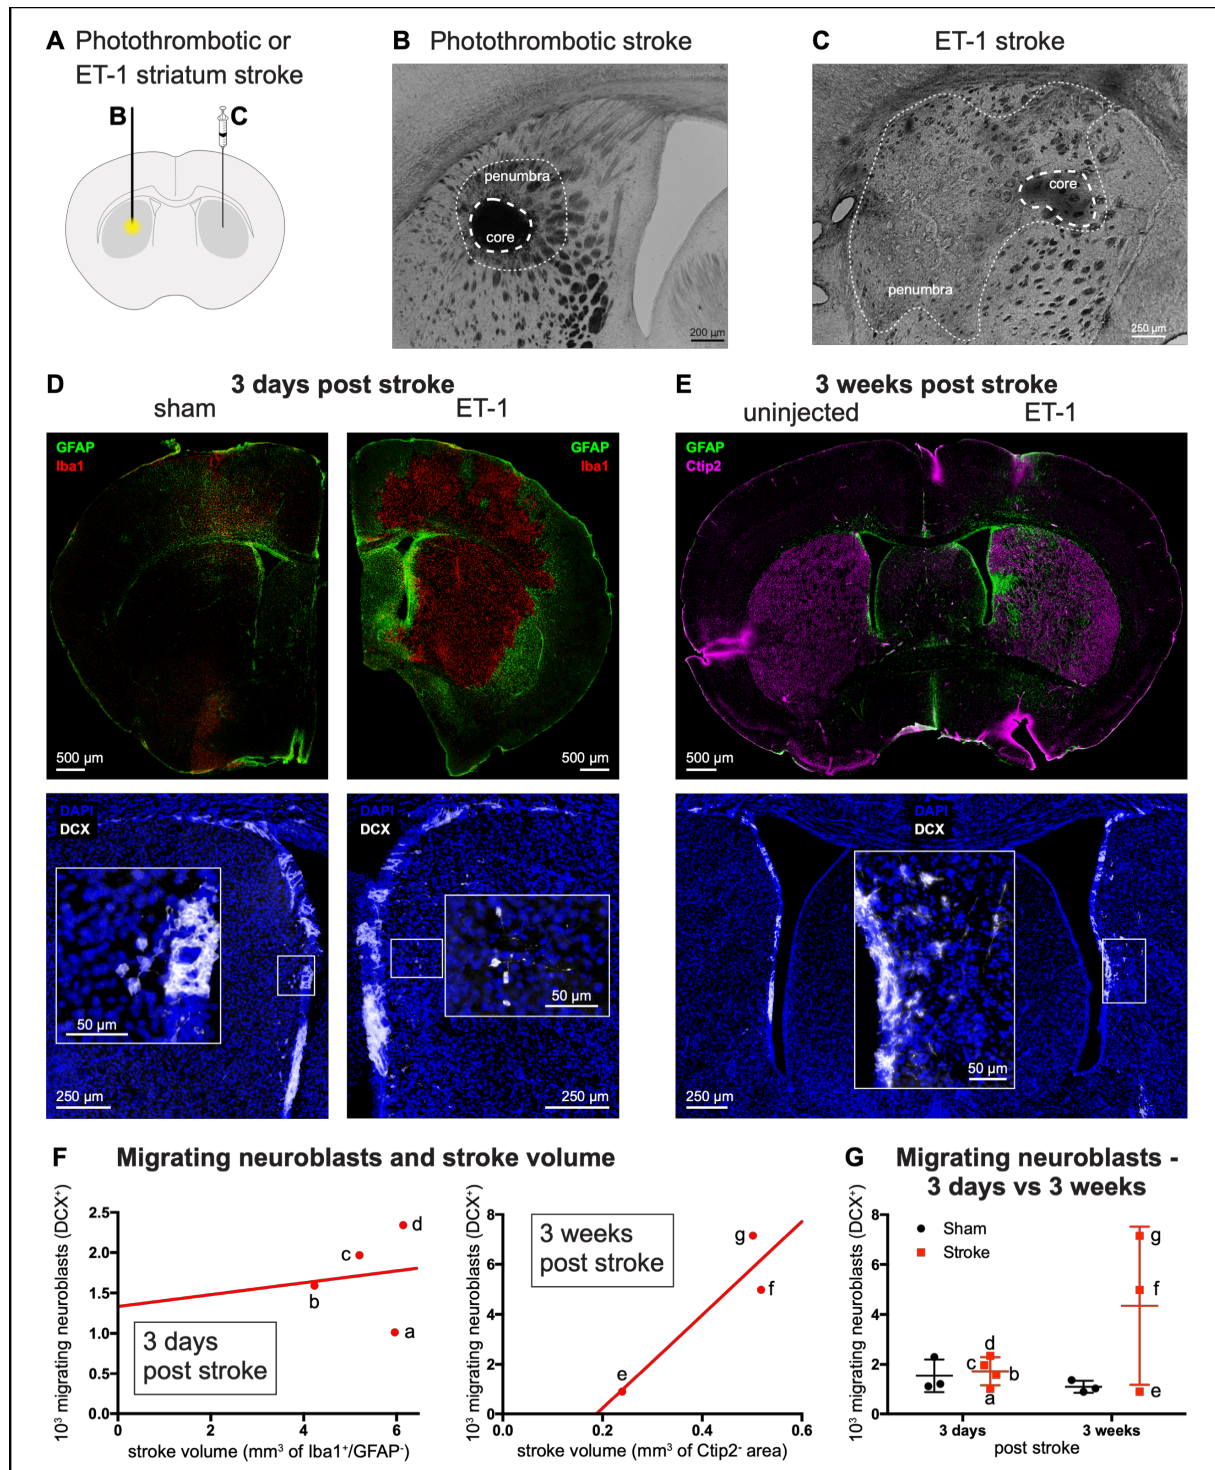 A Photothrombotic or
ET-1 striatum stroke
B
C
B Photothrombotic stroke
penumbra
core
200 µm
C ET-1 stroke
core
penumbra
250 µm
D 3 days post stroke
sham
ET-1
GFAP
Iba1
500 µm
GFAP
Iba1
500 µm
E 3 weeks post stroke
uninjected
ET-1
GFAP
Ctip2
500 µm
DAPI
DCX
50 µm
250 µm
DAPI
DCX
50 µm
250 µm
DAPI
DCX
50 µm
250 µm
F Migrating neuroblasts and stroke volume
10³ migrating neuroblasts (DCX⁺)
2.5
2.0
1.5
1.0
0.5
0.0
0
2
4
6
d
c
b
a
3 days
post stroke
stroke volume (mm³ of Iba1⁺/GFAP⁻)
10³ migrating neuroblasts (DCX⁺)
8
6
4
2
0
0.0
0.2
0.4
0.6
3 weeks
post stroke
g
f
e
stroke volume (mm³ of Ctip2⁻ area)
G Migrating neuroblasts -
3 days vs 3 weeks
10³ migrating neuroblasts (DCX⁺)
8
6
4
2
0
Sham
Stroke
g
f
e
d
c
b
a
3 days
3 weeks
post stroke